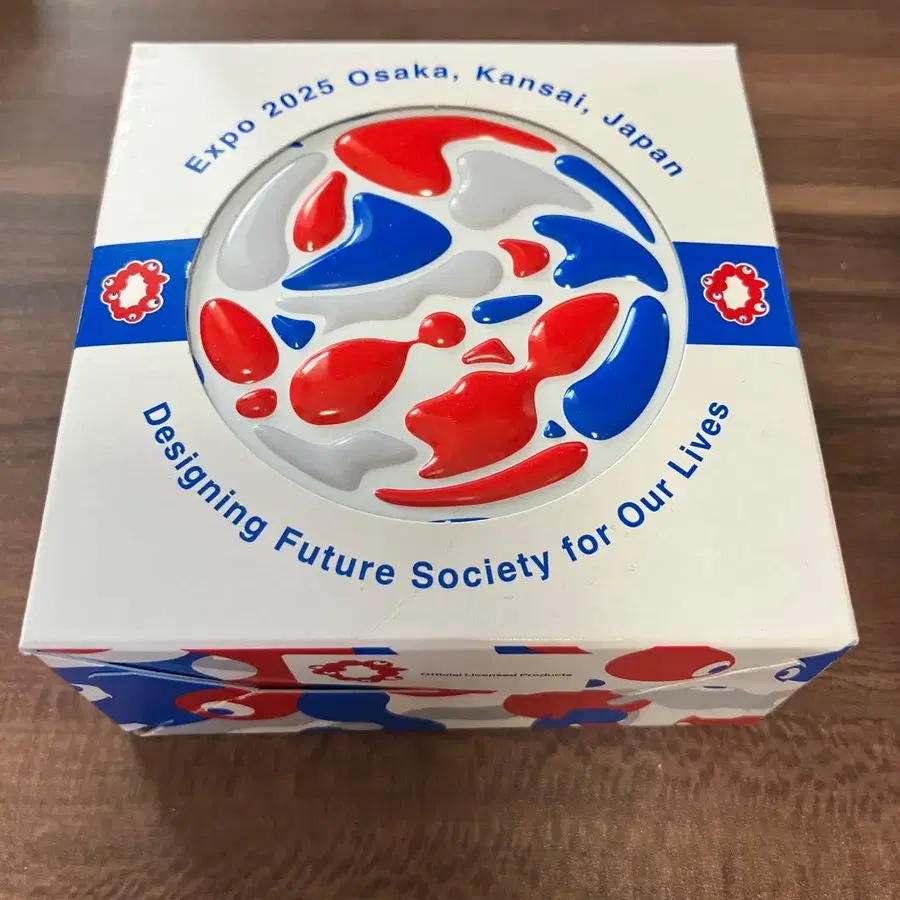 Expo 2025 Osaka, Kansai, Japan
Designing Future Society for Our Lives
Official Licensed Products